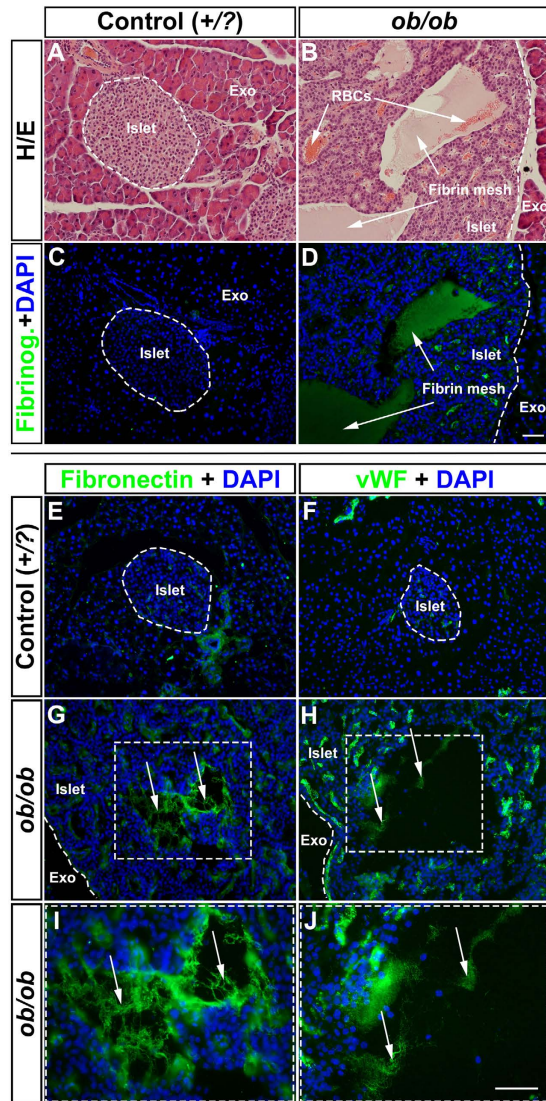 Control (+/?)
ob/ob
H/E
A
Exo
Islet
B
RBCs
Fibrin mesh
Islet
Exo
Fibrinog.+DAPI
C
Exo
Islet
D
Islet
Fibrin mesh
Exo
Fibronectin + DAPI
vWF + DAPI
Control (+/?)
E
Islet
F
Islet
ob/ob
G
Islet
Exo
H
Islet
Exo
ob/ob
I
J